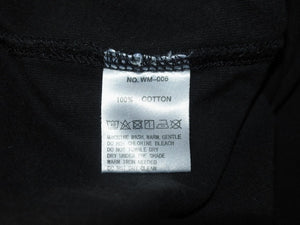 NO. WM-006
100% COTTON
MACHINE WASH, WARM, GENTLE
DO NOT CHLORINE BLEACH
DO NOT TUMBLE DRY
DRY UNDER THE SHADE
WARM IRON NEEDED
DO NOT DRY CLEAN